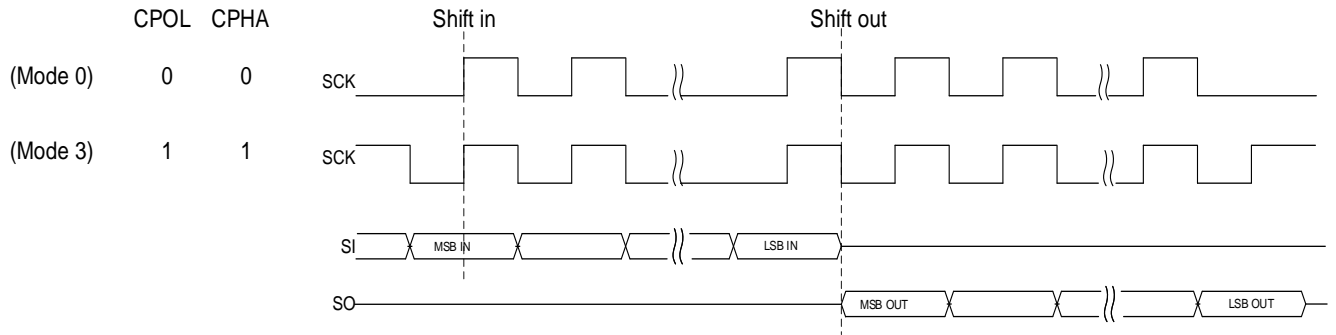 CPOL CPHA Shift in Shift out
(Mode 0) 0 0 SCK
(Mode 3) 1 1 SCK
SI MSB IN LSB IN
SO MSB OUT LSB OUT